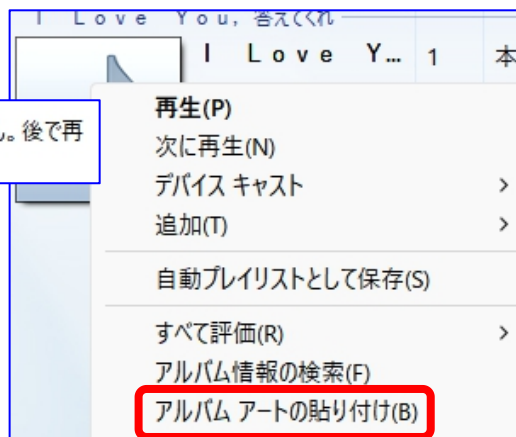 I Love You, 答えてくれ
I Love Y… 1 本
ん。後で再
再生(P)
次に再生(N)
デバイス キャスト
追加(T)
自動プレイリストとして保存(S)
すべて評価(R)
アルバム情報の検索(F)
アルバム アートの貼り付け(B)